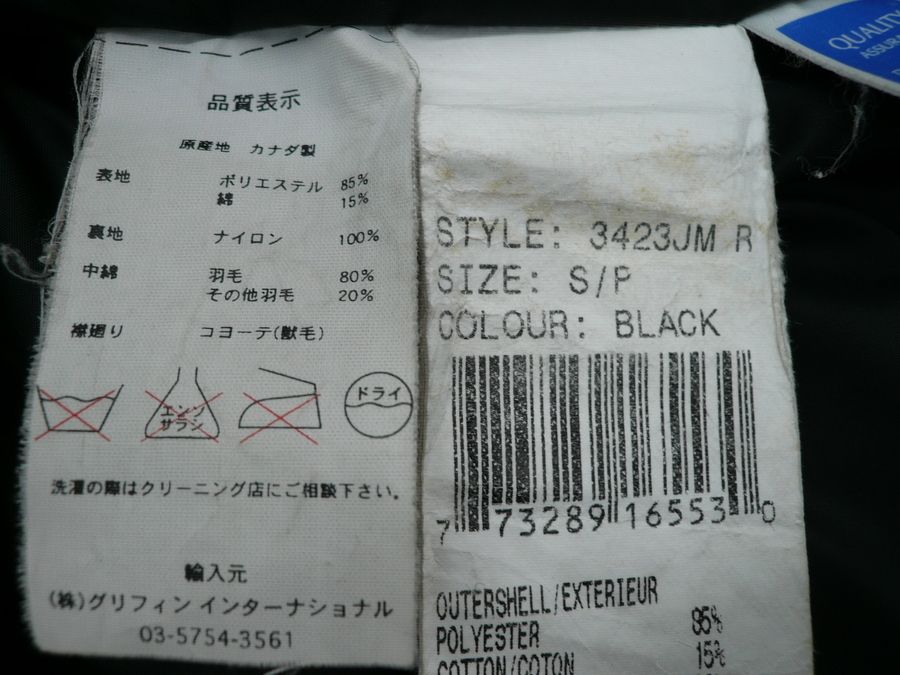 品質表示
原産地 カナダ製
表地 ポリエステル 85%
綿 15%
裏地 ナイロン 100%
中綿 羽毛 80%
その他羽毛 20%
襟廻り コヨーテ(獣毛)
エンソ
サラシ
ドライ
洗濯の際はクリーニング店にご相談下さい。
輸入元
(株)グリフィン インターナショナル
03-5754-3561
STYLE: 3423JM R
SIZE: S/P
COLOUR: BLACK
7 73289 16553 0
OUTERSHELL/EXTERIEUR
POLYESTER 85%
COTTON/COTON 15%
QUALITY